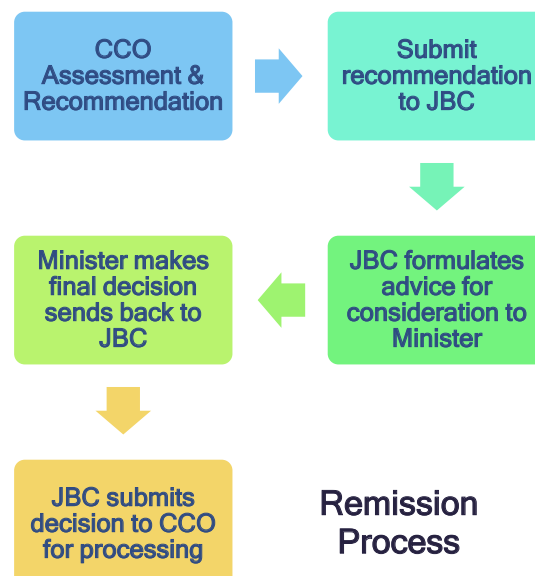 CCO
Assessment &
Recommendation
Submit
recommendation
to JBC
JBC formulates
advice for
consideration to
Minister
Minister makes
final decision
sends back to
JBC
JBC submits
decision to CCO
for processing
Remission
Process